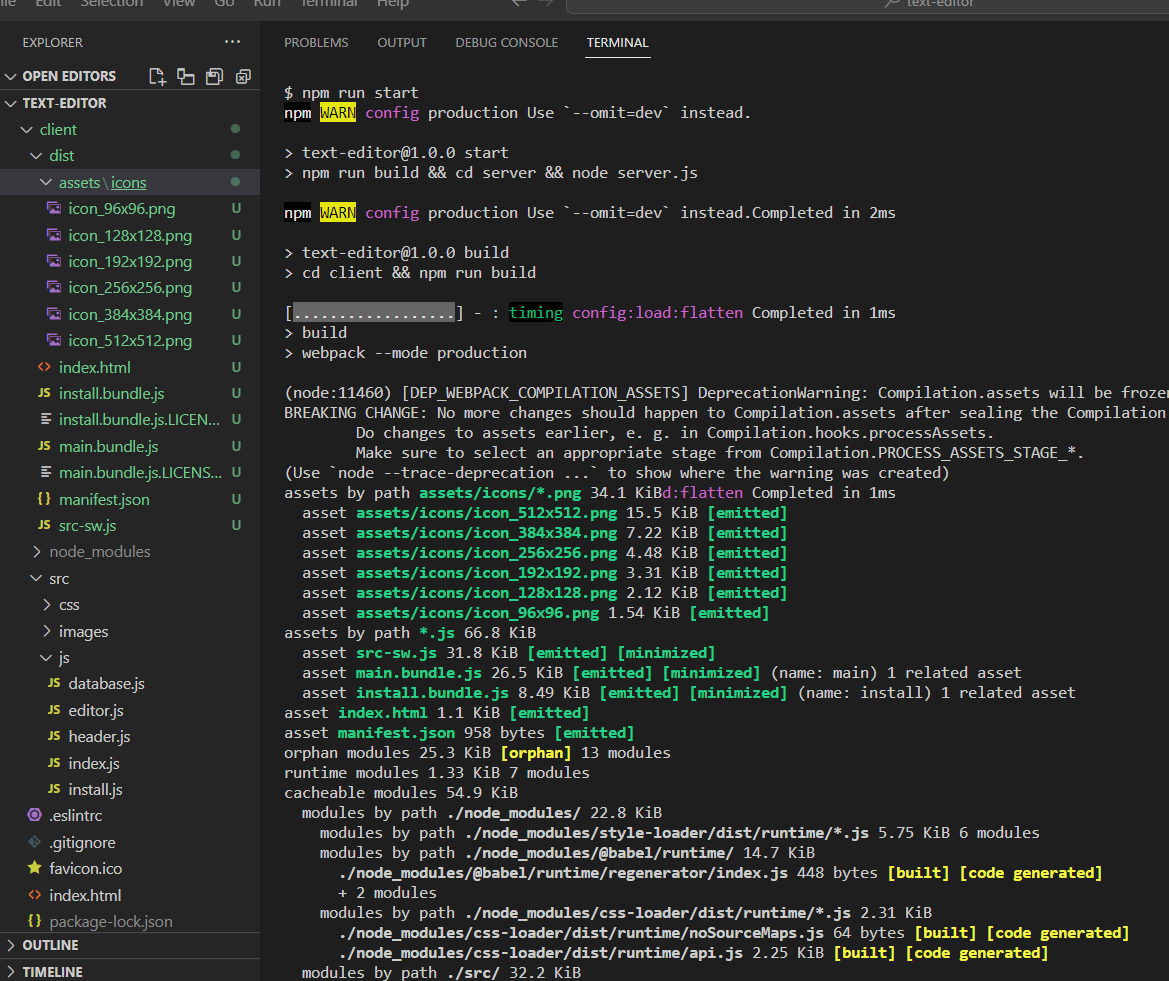 Edit Selection View Go Run Terminal Help
text-editor
EXPLORER
OPEN EDITORS
TEXT-EDITOR
client
dist
assets\icons
icon_96x96.png U
icon_128x128.png U
icon_192x192.png U
icon_256x256.png U
icon_384x384.png U
icon_512x512.png U
index.html U
install.bundle.js U
install.bundle.js.LICEN... U
main.bundle.js U
main.bundle.js.LICENS... U
manifest.json U
src-sw.js U
node_modules
src
css
images
js
database.js
editor.js
header.js
index.js
install.js
.eslintrc
.gitignore
favicon.ico
index.html
package-lock.json
OUTLINE
TIMELINE
PROBLEMS OUTPUT DEBUG CONSOLE TERMINAL
$ npm run start
npm WARN config production Use `--omit=dev` instead.
> text-editor@1.0.0 start
> npm run build && cd server && node server.js
npm WARN config production Use `--omit=dev` instead.Completed in 2ms
> text-editor@1.0.0 build
> cd client && npm run build
[..................] - : timing config:load:flatten Completed in 1ms
> build
> webpack --mode production
(node:11460) [DEP_WEBPACK_COMPILATION_ASSETS] DeprecationWarning: Compilation.assets will be frozen
BREAKING CHANGE: No more changes should happen to Compilation.assets after sealing the Compilation
Do changes to assets earlier, e. g. in Compilation.hooks.processAssets.
Make sure to select an appropriate stage from Compilation.PROCESS_ASSETS_STAGE_*.
(Use `node --trace-deprecation ...` to show where the warning was created)
assets by path assets/icons/*.png 34.1 KiBd:flatten Completed in 1ms
asset assets/icons/icon_512x512.png 15.5 KiB [emitted]
asset assets/icons/icon_384x384.png 7.22 KiB [emitted]
asset assets/icons/icon_256x256.png 4.48 KiB [emitted]
asset assets/icons/icon_192x192.png 3.31 KiB [emitted]
asset assets/icons/icon_128x128.png 2.12 KiB [emitted]
asset assets/icons/icon_96x96.png 1.54 KiB [emitted]
assets by path *.js 66.8 KiB
asset src-sw.js 31.8 KiB [emitted] [minimized]
asset main.bundle.js 26.5 KiB [emitted] [minimized] (name: main) 1 related asset
asset install.bundle.js 8.49 KiB [emitted] [minimized] (name: install) 1 related asset
asset index.html 1.1 KiB [emitted]
asset manifest.json 958 bytes [emitted]
orphan modules 25.3 KiB [orphan] 13 modules
runtime modules 1.33 KiB 7 modules
cacheable modules 54.9 KiB
modules by path ./node_modules/ 22.8 KiB
modules by path ./node_modules/style-loader/dist/runtime/*.js 5.75 KiB 6 modules
modules by path ./node_modules/@babel/runtime/ 14.7 KiB
./node_modules/@babel/runtime/regenerator/index.js 448 bytes [built] [code generated]
+ 2 modules
modules by path ./node_modules/css-loader/dist/runtime/*.js 2.31 KiB
./node_modules/css-loader/dist/runtime/noSourceMaps.js 64 bytes [built] [code generated]
./node_modules/css-loader/dist/runtime/api.js 2.25 KiB [built] [code generated]
modules by path ./src/ 32.2 KiB